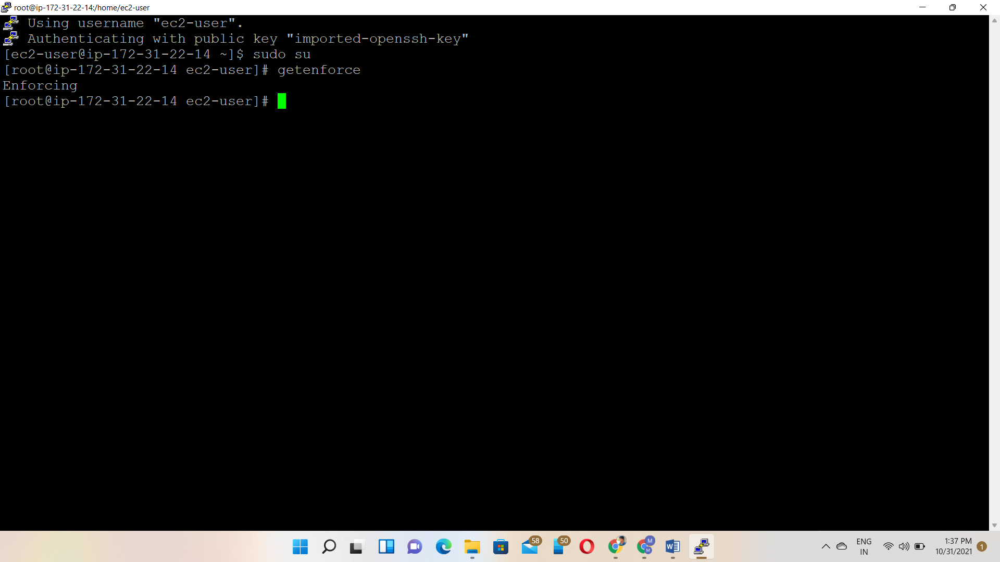 root@ip-172-31-22-14:/home/ec2-user
Using username "ec2-user".
Authenticating with public key "imported-openssh-key"
[ec2-user@ip-172-31-22-14 ~]$ sudo su
[root@ip-172-31-22-14 ec2-user]# getenforce
Enforcing
[root@ip-172-31-22-14 ec2-user]#
58
50
M
M
W
ENG
IN
1:37 PM
10/31/2021
1